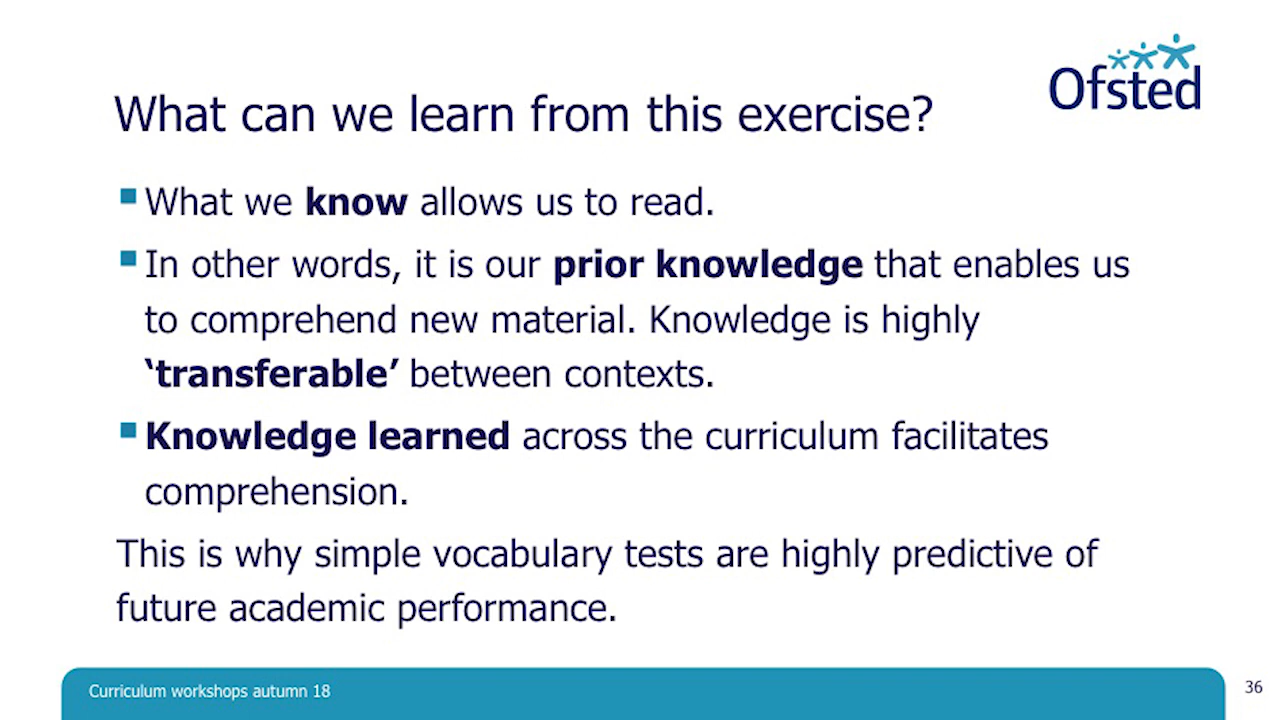 Ofsted
What can we learn from this exercise?
What we know allows us to read.
In other words, it is our prior knowledge that enables us
to comprehend new material. Knowledge is highly
‘transferable’ between contexts.
Knowledge learned across the curriculum facilitates
comprehension.
This is why simple vocabulary tests are highly predictive of
future academic performance.
Curriculum workshops autumn 18
36